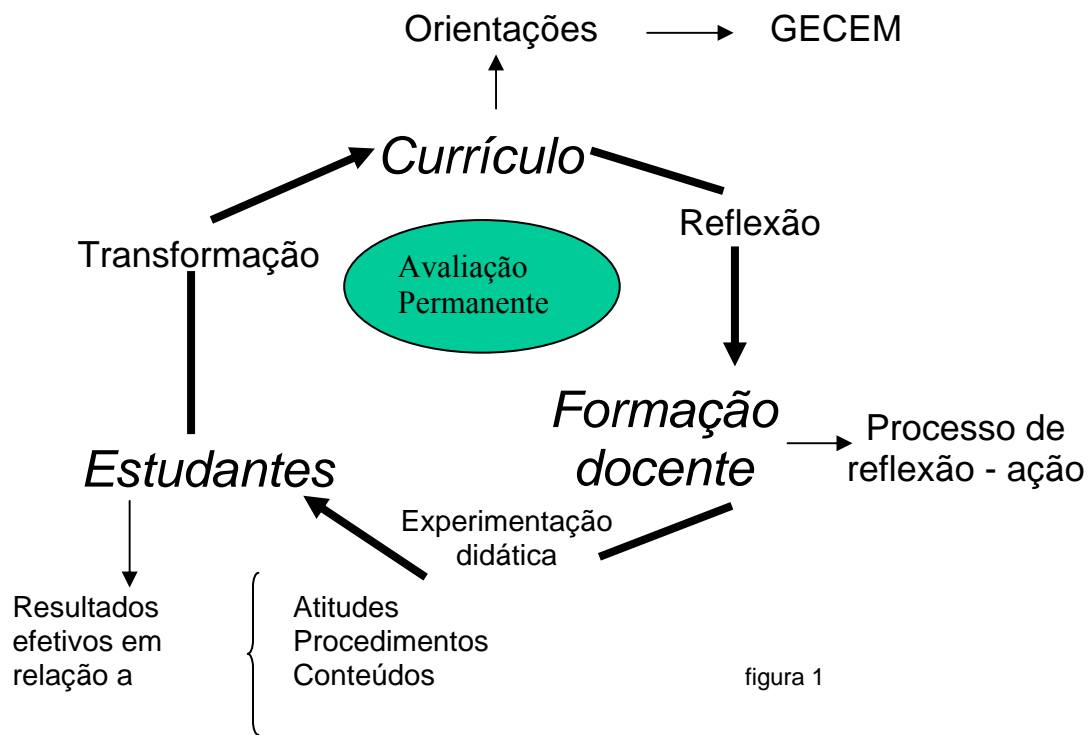 Orientações
GECEM
Currículo
Reflexão
Transformação
Avaliação
Permanente
Formação
docente
Processo de
reflexão - ação
Estudantes
Experimentação
didática
Resultados
efetivos em
relação a
Atitudes
Procedimentos
Conteúdos
figura 1